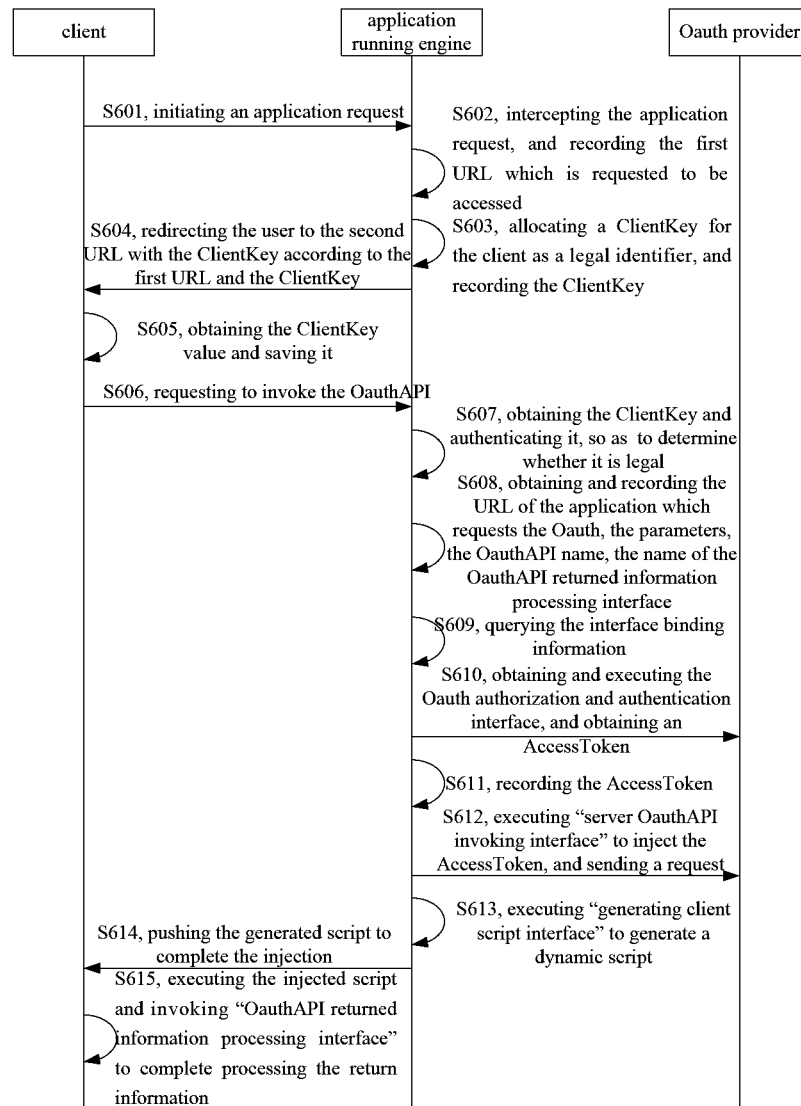 client
application
running engine
Oauth provider
S601, initiating an application request
S602, intercepting the application
request, and recording the first
URL which is requested to be
accessed
S603, allocating a ClientKey for
the client as a legal identifier, and
recording the ClientKey
S604, redirecting the user to the second
URL with the ClientKey according to the
first URL and the ClientKey
S605, obtaining the ClientKey
value and saving it
S606, requesting to invoke the OauthAPI
S607, obtaining the ClientKey and
authenticating it, so as to determine
whether it is legal
S608, obtaining and recording the
URL of the application which
requests the Oauth, the parameters,
the OauthAPI name, the name of the
OauthAPI returned information
processing interface
S609, querying the interface binding
information
S610, obtaining and executing the
Oauth authorization and authentication
interface, and obtaining an
AccessToken
S611, recording the AccessToken
S612, executing “server OauthAPI
invoking interface” to inject the
AccessToken, and sending a request
S613, executing “generating client
script interface” to generate a
dynamic script
S614, pushing the generated script to
complete the injection
S615, executing the injected script
and invoking “OauthAPI returned
information processing interface”
to complete processing the return
information